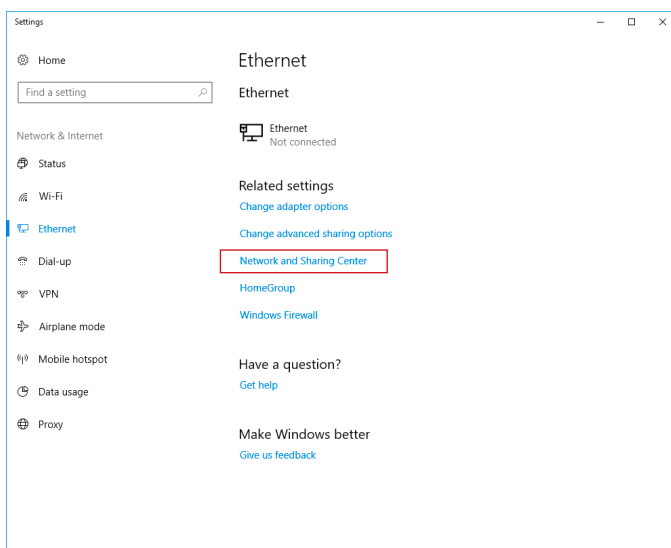 Settings
Home
Find a setting
Network & Internet
Status
Wi-Fi
Ethernet
Dial-up
VPN
Airplane mode
Mobile hotspot
Data usage
Proxy
Ethernet
Ethernet
Ethernet
Not connected
Related settings
Change adapter options
Change advanced sharing options
Network and Sharing Center
HomeGroup
Windows Firewall
Have a question?
Get help
Make Windows better
Give us feedback